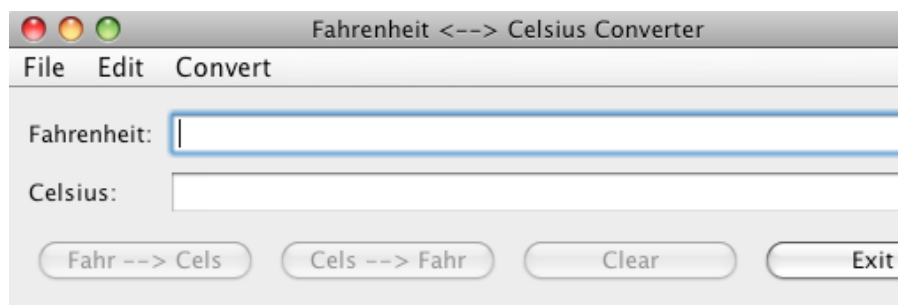 Fahrenheit <--> Celsius Converter
File Edit Convert
Fahrenheit:
Celsius:
Fahr --> Cels Cels --> Fahr Clear Exit